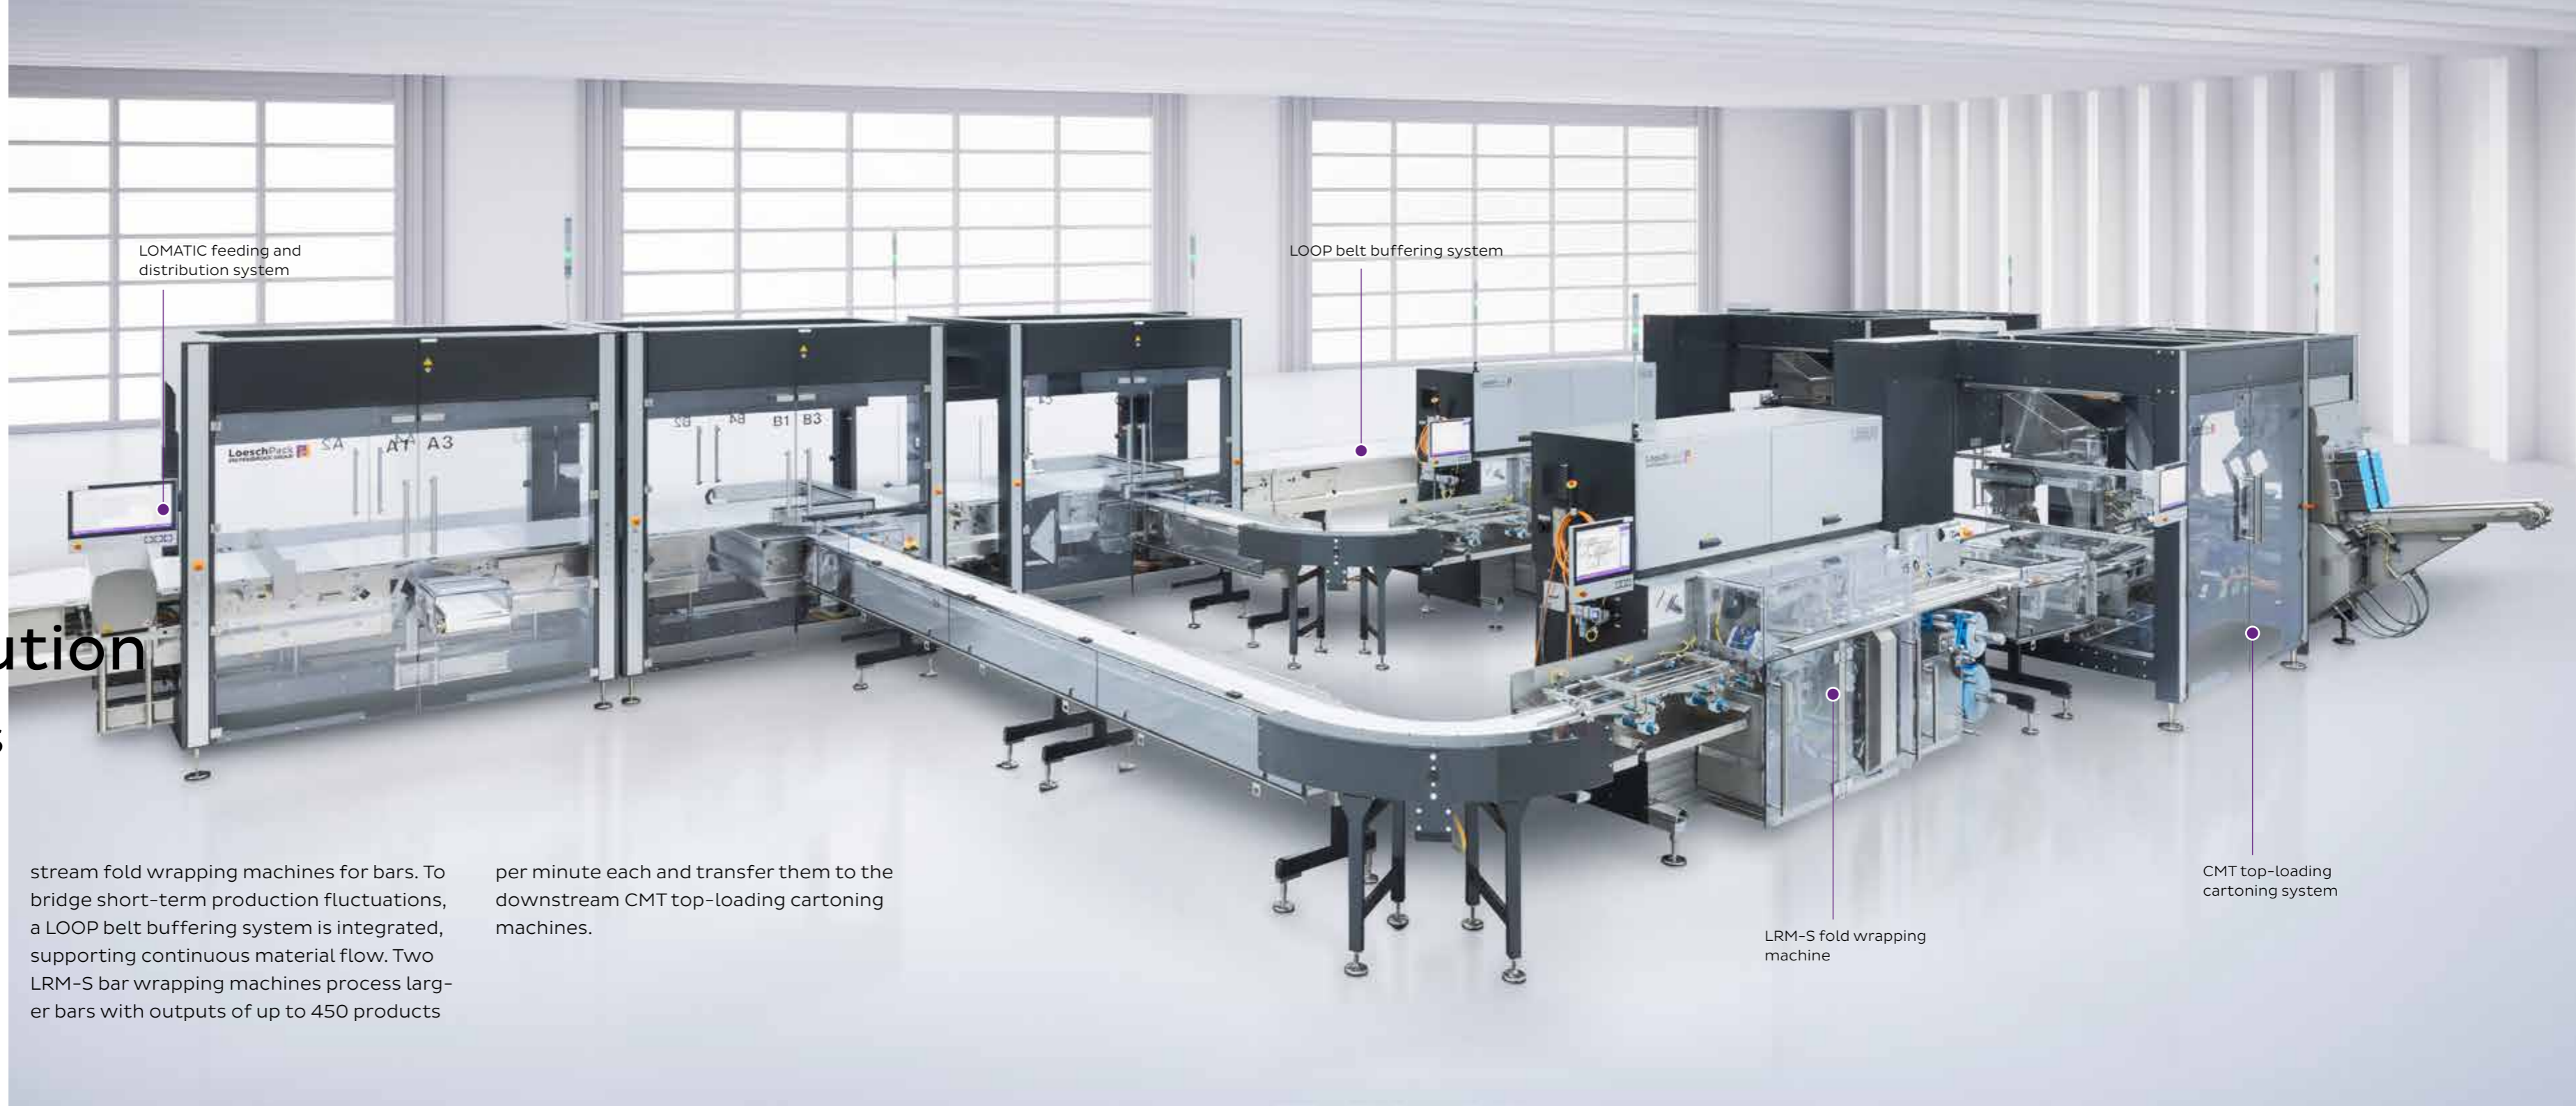 LOMATIC feeding and
distribution system
LOOP belt buffering system
LoeschPack
A2
A1 A3
B2
B4
B1 B3
ution
s
stream fold wrapping machines for bars. To
bridge short-term production fluctuations,
a LOOP belt buffering system is integrated,
supporting continuous material flow. Two
LRM-S bar wrapping machines process larg-
er bars with outputs of up to 450 products
per minute each and transfer them to the
downstream CMT top-loading cartoning
machines.
LRM-S fold wrapping
machine
CMT top-loading
cartoning system